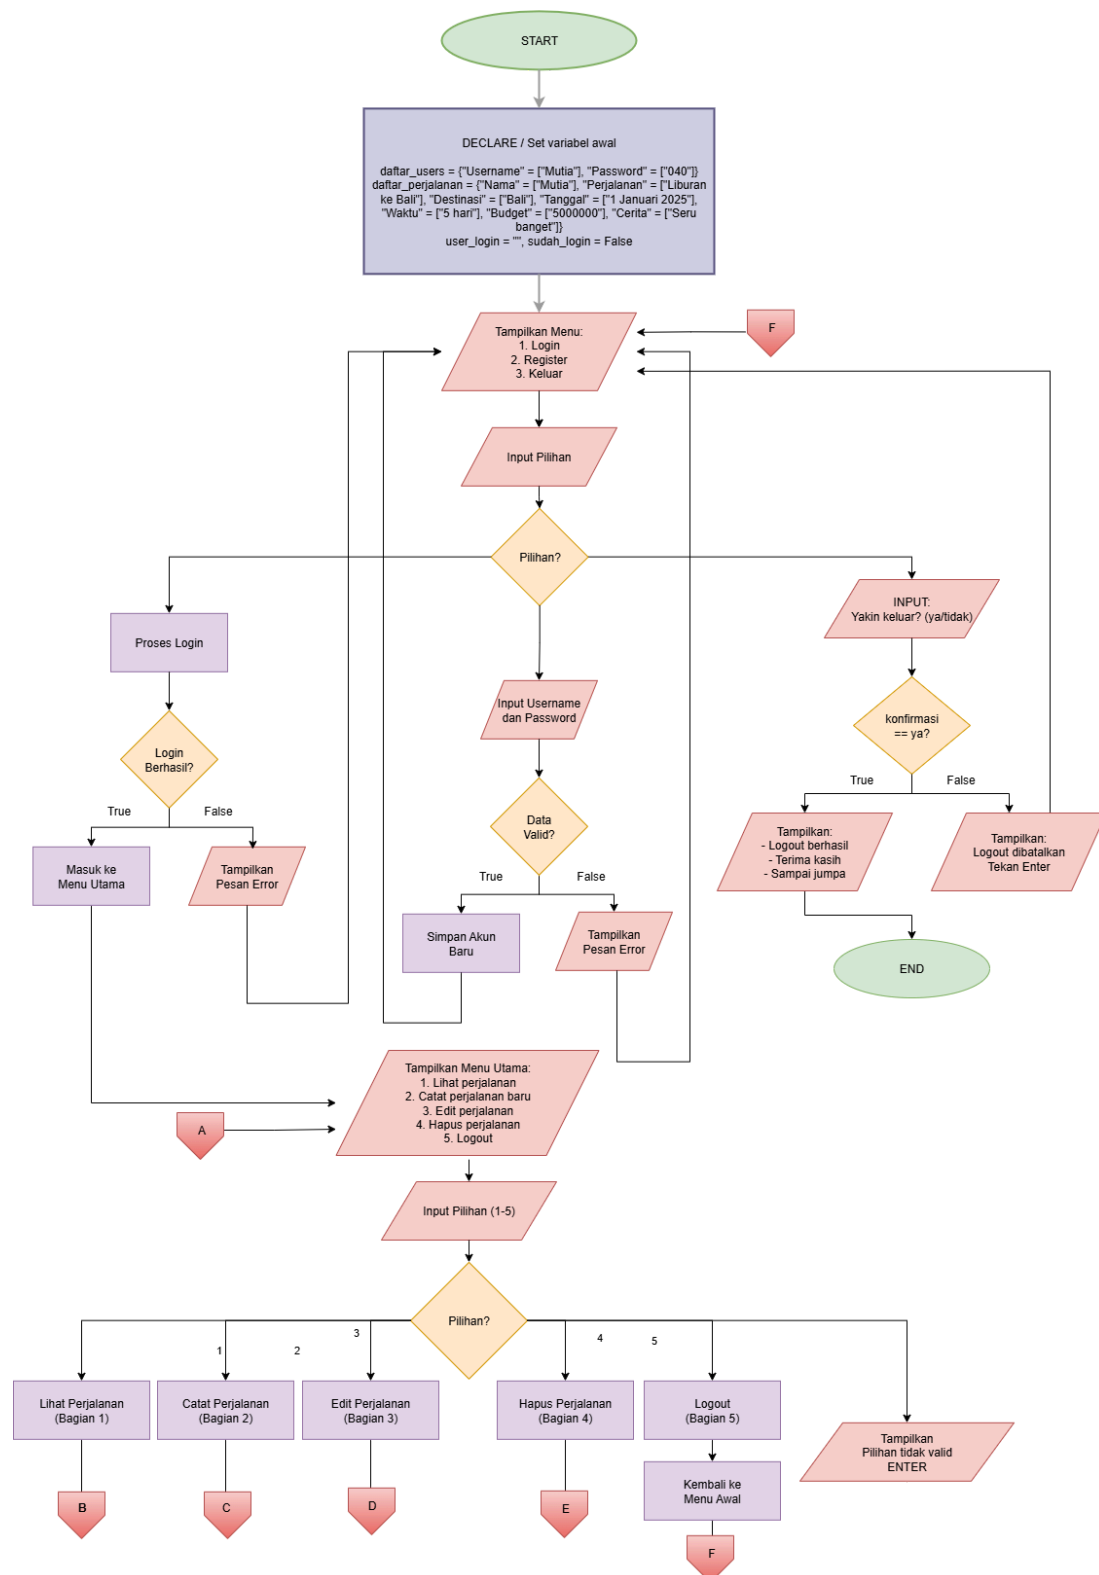 START
DECLARE / Set variabel awal
daftar_users = {"Username" = ["Mutia"], "Password" = ["040"]}
daftar_perjalanan = {"Nama" = ["Mutia"], "Perjalanan" = ["Liburan
ke Bali"], "Destinasi" = ["Bali"], "Tanggal" = ["1 Januari 2025"],
"Waktu" = ["5 hari"], "Budget" = ["5000000"], "Cerita" = ["Seru
banget"]}
user_login = "", sudah_login = False
Tampilkan Menu:
1. Login
2. Register
3. Keluar
F
Input Pilihan
Pilihan?
Proses Login
INPUT:
Yakin keluar? (ya/tidak)
Input Username
dan Password
konfirmasi
== ya?
Login
Berhasil?
True
False
True
False
Data
Valid?
Masuk ke
Menu Utama
Tampilkan
Pesan Error
Tampilkan:
- Logout berhasil
- Terima kasih
- Sampai jumpa
Tampilkan:
Logout dibatalkan
Tekan Enter
True
False
Simpan Akun
Baru
Tampilkan
Pesan Error
END
Tampilkan Menu Utama:
1. Lihat perjalanan
2. Catat perjalanan baru
3. Edit perjalanan
4. Hapus perjalanan
5. Logout
A
Input Pilihan (1-5)
Pilihan?
1
2
3
4
5
Lihat Perjalanan
(Bagian 1)
Catat Perjalanan
(Bagian 2)
Edit Perjalanan
(Bagian 3)
Hapus Perjalanan
(Bagian 4)
Logout
(Bagian 5)
Tampilkan
Pilihan tidak valid
ENTER
Kembali ke
Menu Awal
B
C
D
E
F